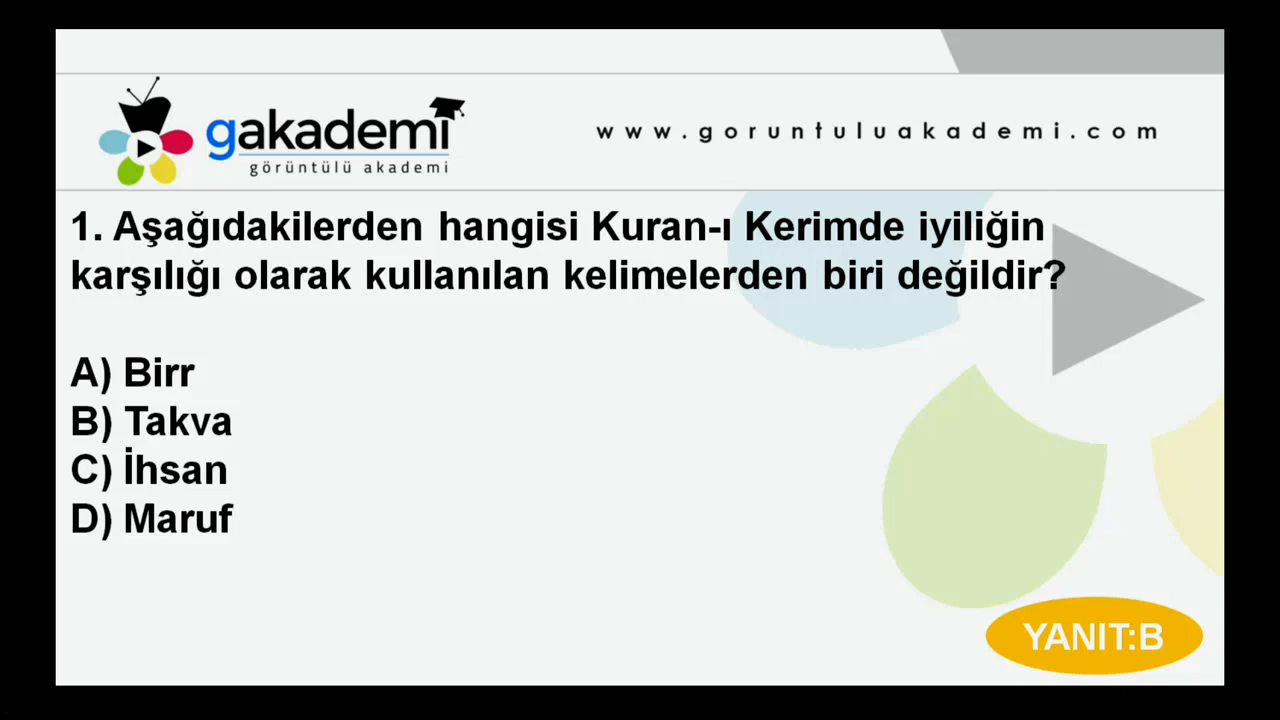 gakademi
görüntülü akademi
www.goruntuluakademi.com
1. Aşağıdakilerden hangisi Kuran-ı Kerimde iyiliğin
karşılığı olarak kullanılan kelimelerden biri değildir?
A) Birr
B) Takva
C) İhsan
D) Maruf
YANIT:B